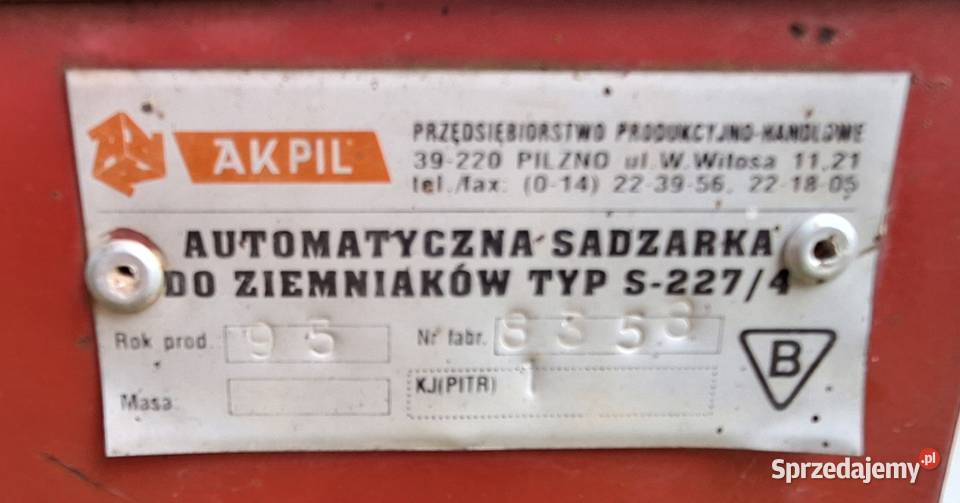 AKPIL
PRZEDSIĘBIORSTWO PRODUKCYJNO-HANDLOWE
39-220 PILZNO ul. W. Witosa 11,21
tel./fax: (0-14) 22-39-56, 22-18-05
AUTOMATYCZNA SADZARKA
DO ZIEMNIAKÓW TYP S-227/4
Rok prod. 95 Nr fabr. 8358
Masa KJ(PITR) 1
B
Sprzedajemy.pl